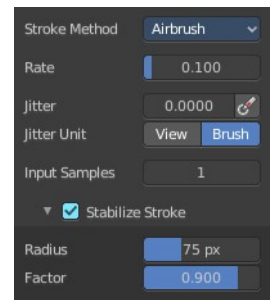 Stroke Method Airbrush
Rate 0.100
Jitter 0.0000
Jitter Unit View Brush
Input Samples 1
Stabilize Stroke
Radius 75 px
Factor 0.900